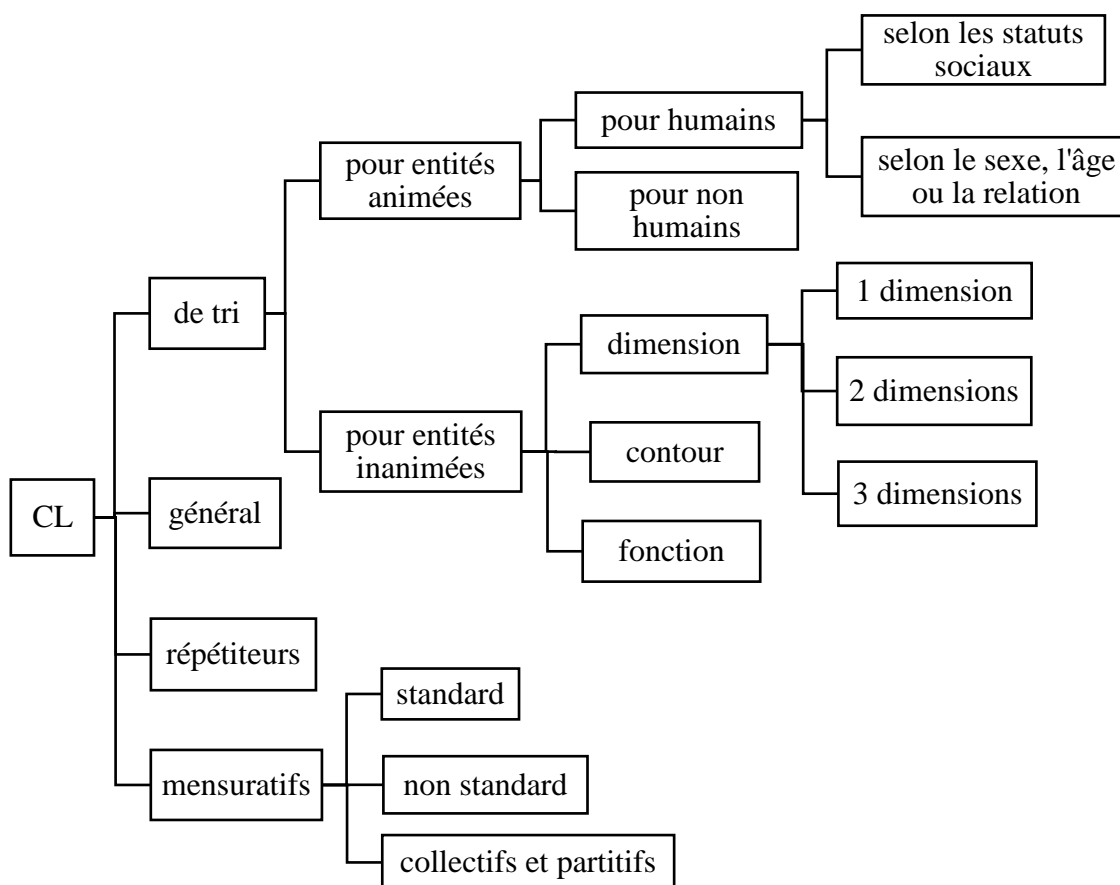 selon les statuts
sociaux
pour humains
selon le sexe, l'âge
ou la relation
pour entités
animées
pour non
humains
de tri
1 dimension
dimension
2 dimensions
pour entités
inanimées
contour
3 dimensions
CL
général
fonction
répétiteurs
standard
mensuratifs
non standard
collectifs et partitifs